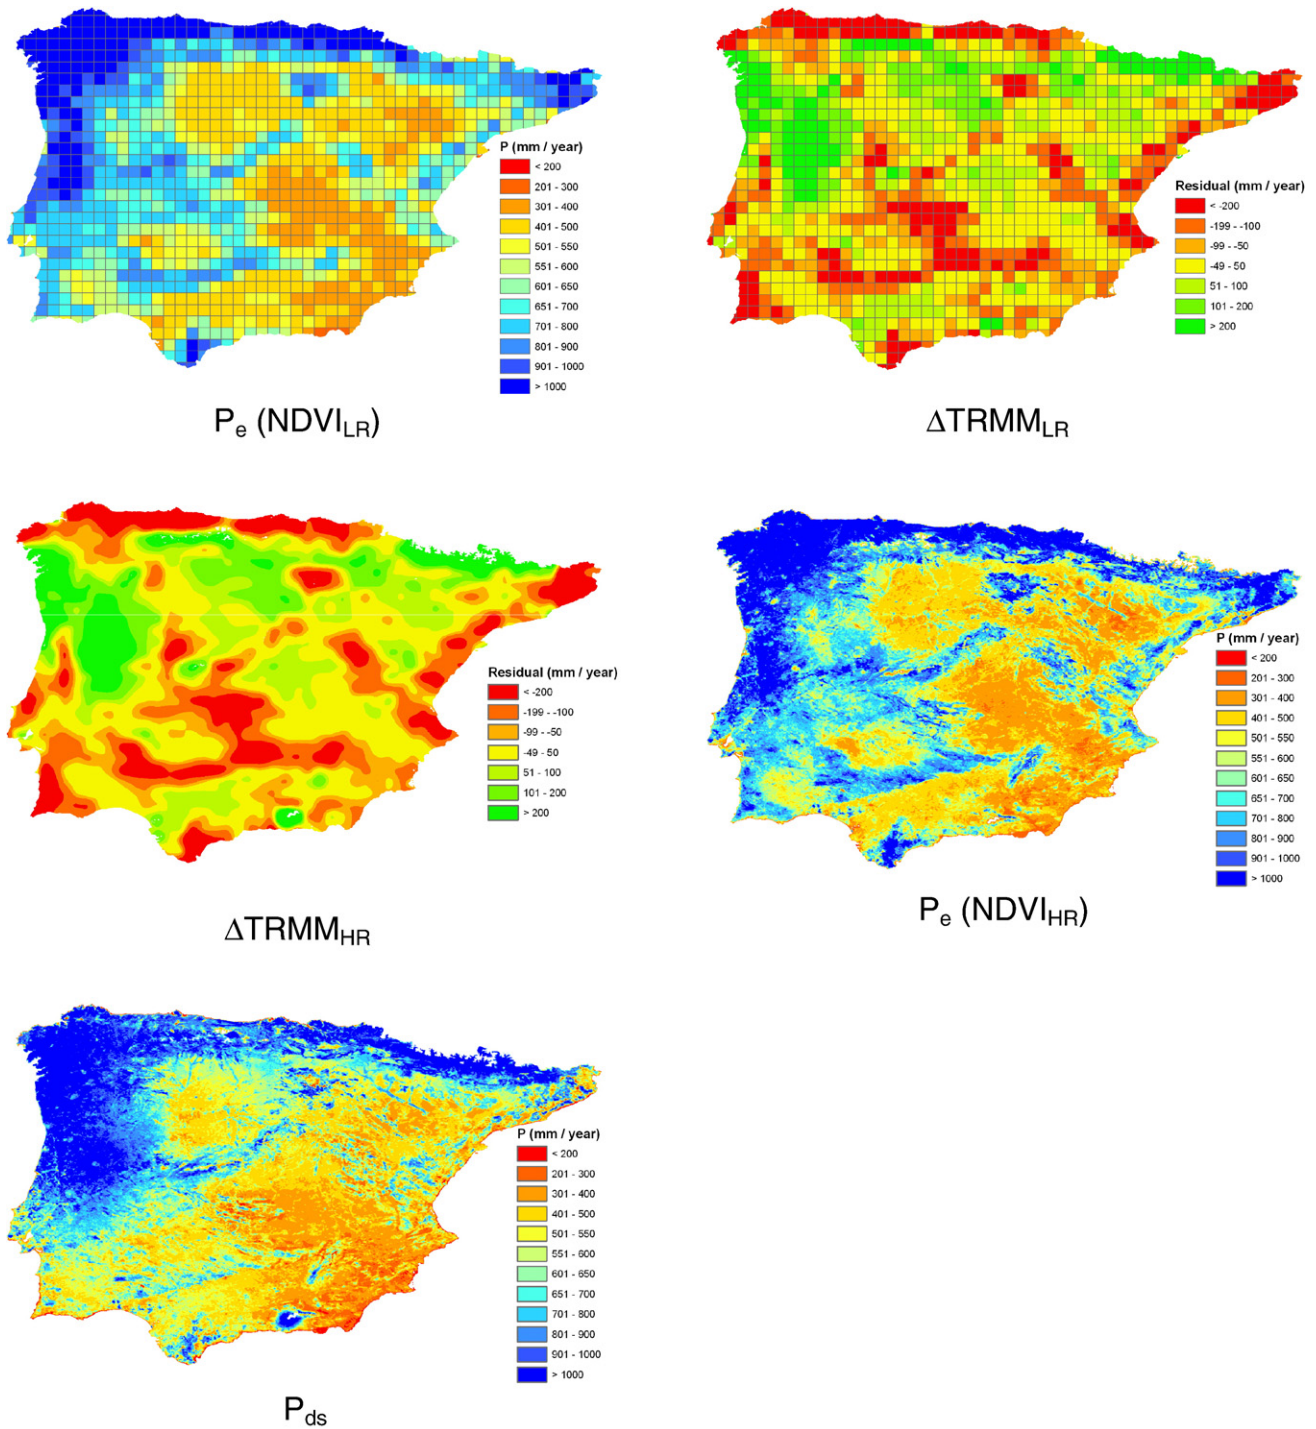 P (mm / year)
< 200
201 - 300
301 - 400
401 - 500
501 - 550
551 - 600
601 - 650
651 - 700
701 - 800
801 - 900
901 - 1000
> 1000
Pe (NDVILR)
Residual (mm / year)
< -200
-199 - -100
-99 - -50
-49 - 50
51 - 100
101 - 200
> 200
ΔTRMMLR
Residual (mm / year)
< -200
-199 - -100
-99 - -50
-49 - 50
51 - 100
101 - 200
> 200
ΔTRMMHR
P (mm / year)
< 200
201 - 300
301 - 400
401 - 500
501 - 550
551 - 600
601 - 650
651 - 700
701 - 800
801 - 900
901 - 1000
> 1000
Pe (NDVIHR)
P (mm / year)
< 200
201 - 300
301 - 400
401 - 500
501 - 550
551 - 600
601 - 650
651 - 700
701 - 800
801 - 900
901 - 1000
> 1000
Pds